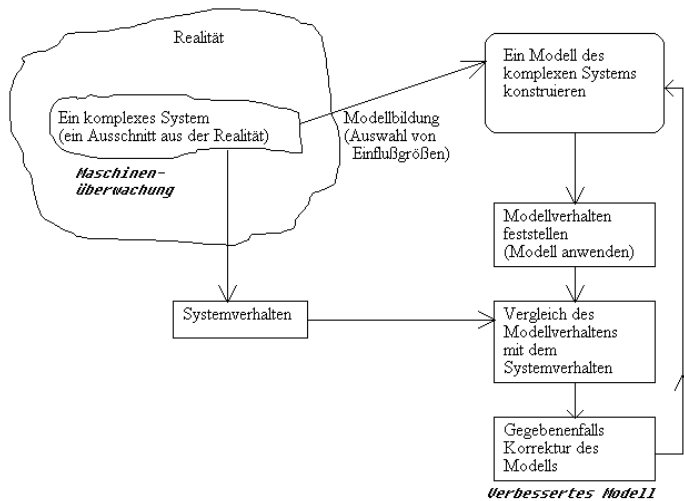 Realität
Ein komplexes System
(ein Ausschnitt aus der Realität)
Maschinen-
überwachung
Modellbildung
(Auswahl von
Einflußgrößen)
Ein Modell des
komplexen Systems
konstruieren
Modellverhalten
feststellen
(Modell anwenden)
Systemverhalten
Vergleich des
Modellverhaltens
mit dem
Systemverhalten
Gegebenenfalls
Korrektur des
Modells
Verbessertes Modell